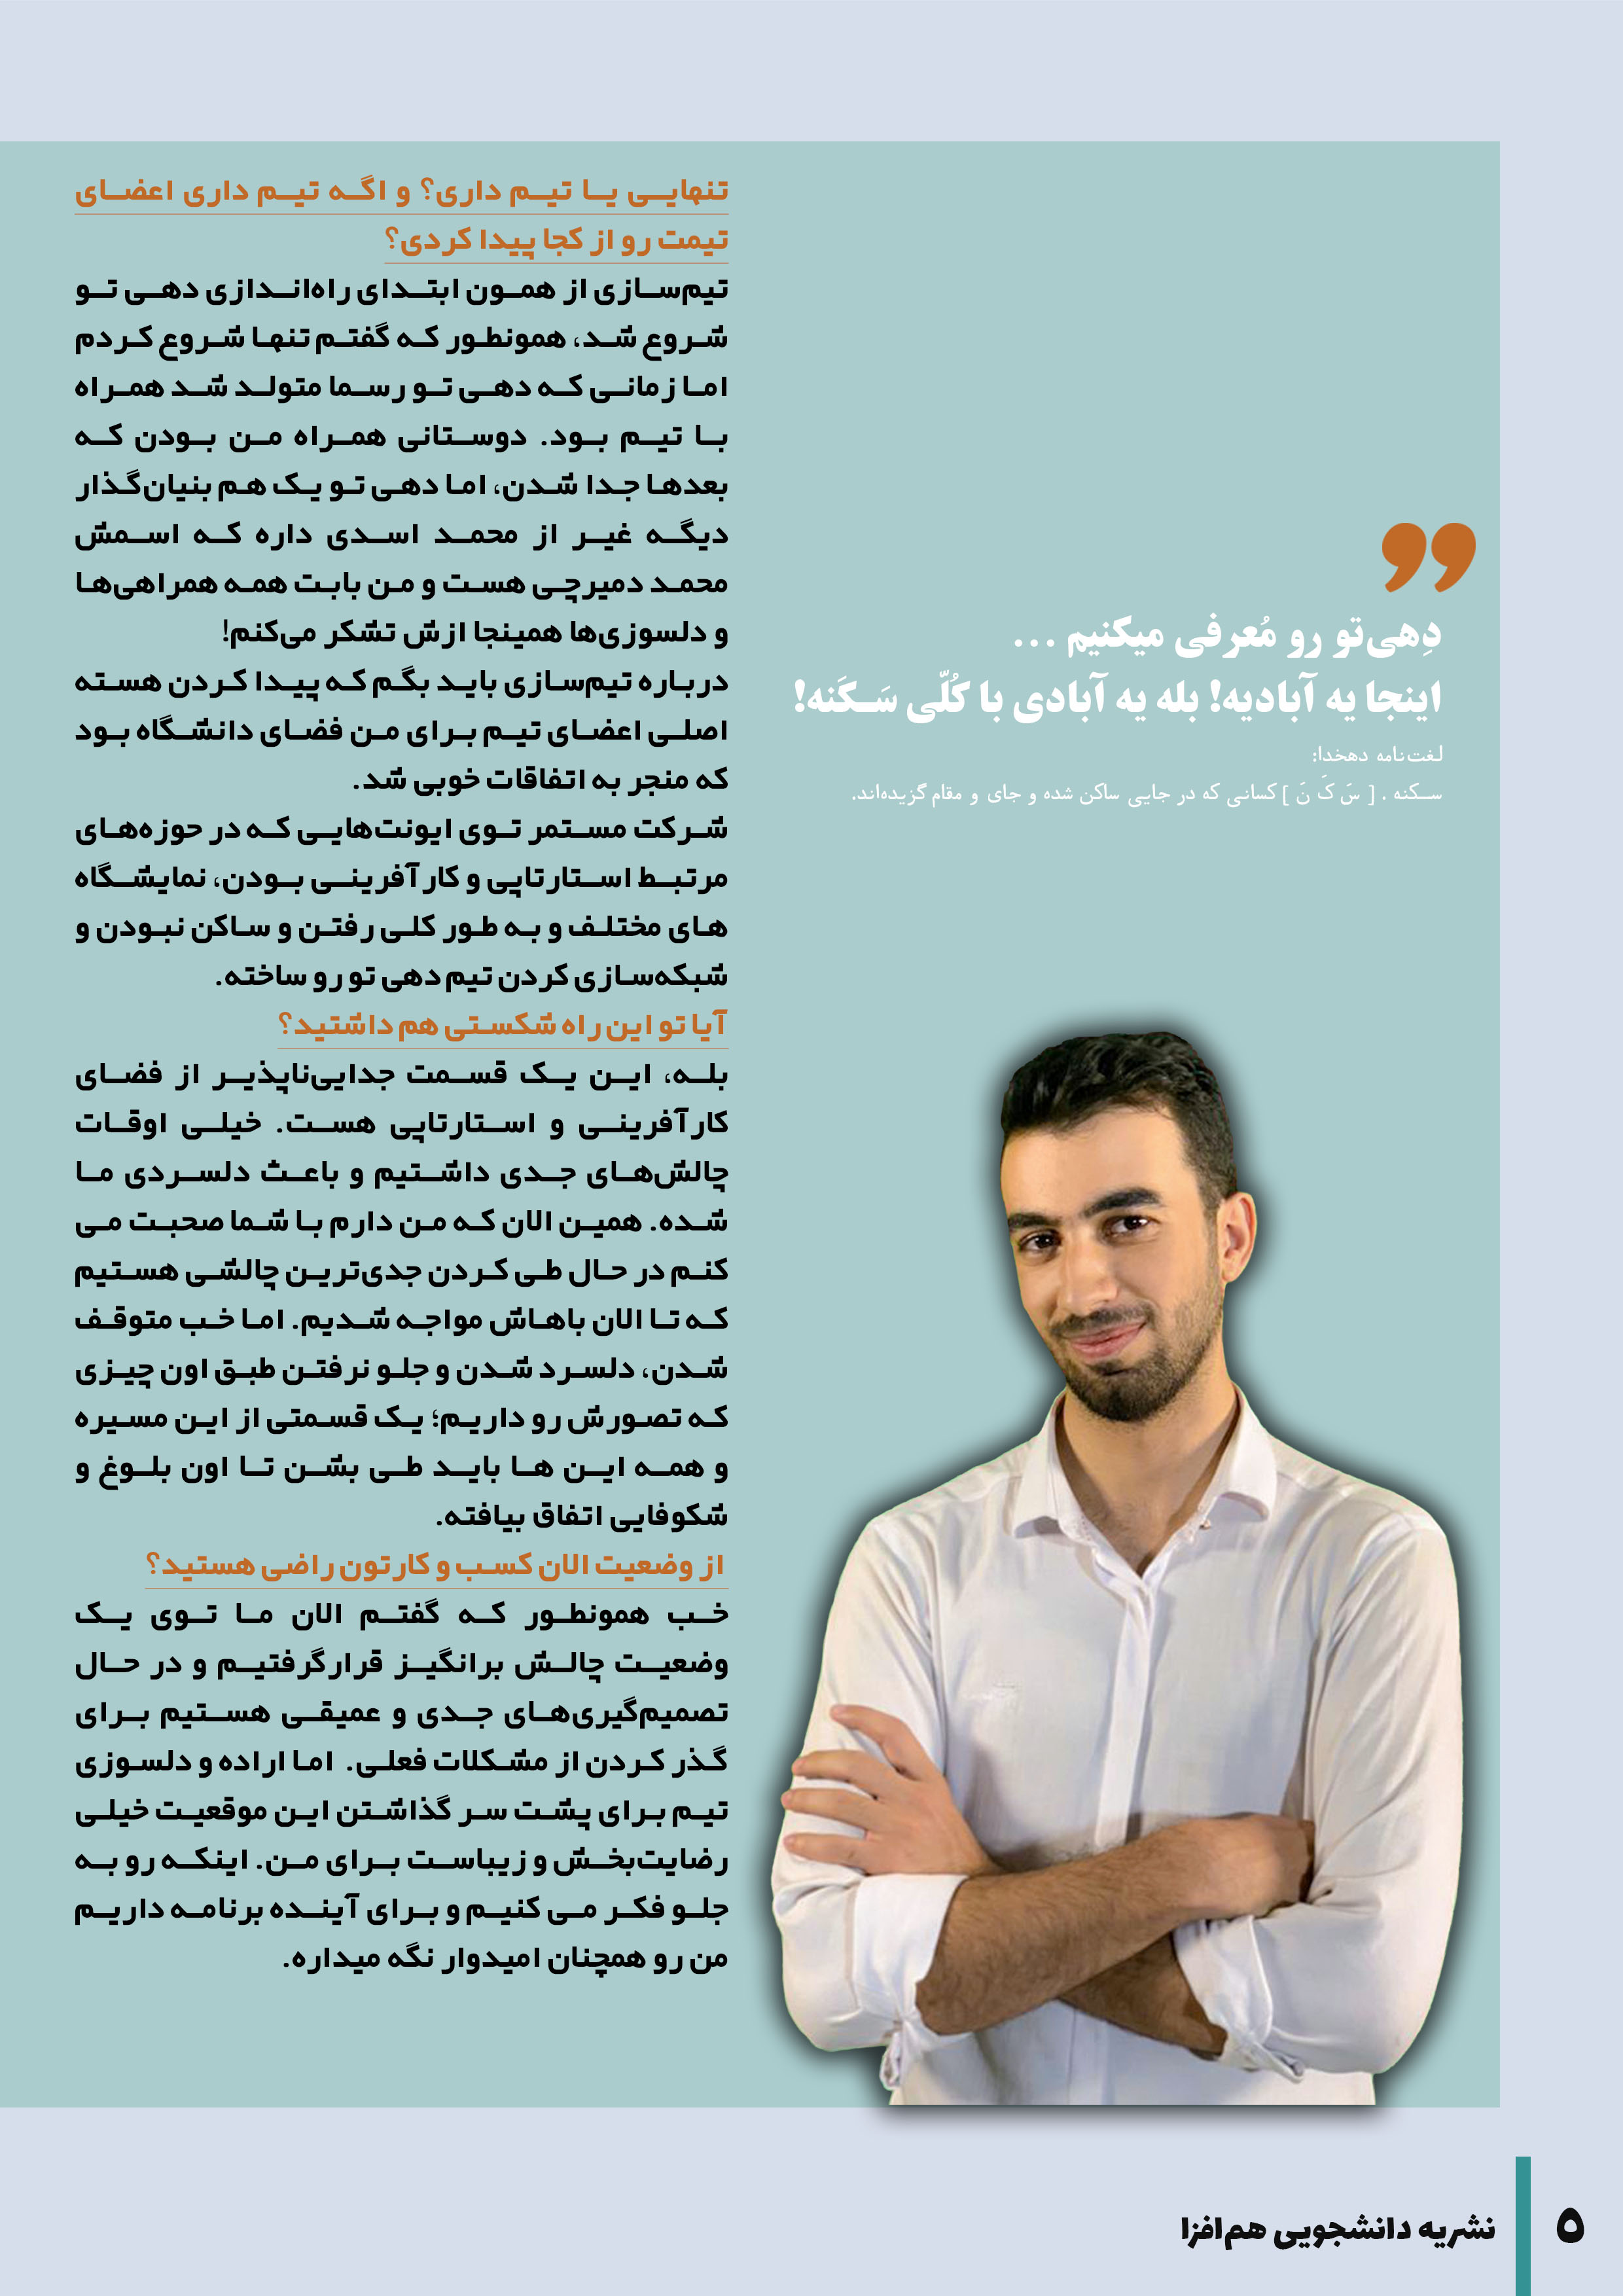 دِهی‌تو رو مُعرفی میکنیم ...
اینجا یه آبادیه! بله یه آبادی با کُلّی سَکَنه!
لغت‌نامه دهخدا:
سکنه . [ سَ کَ نَ ] کسانی که در جایی ساکن شده و جای و مقام گزیده‌اند.
تنهایی یا تیم داری؟ و اگه تیم داری اعضای
تیمت رو از کجا پیدا کردی؟
تیم‌سازی از همون ابتدای راه‌اندازی دهی تو
شروع شد، همونطور که گفتم تنها شروع کردم
اما زمانی که دهی تو رسما متولد شد همراه
با تیم بود. دوستانی همراه من بودن که
بعدها جدا شدن، اما دهی تو یک هم بنیان‌گذار
دیگه غیر از محمد اسدی داره که اسمش
محمد دمیرچی هست و من بابت همه همراهی‌ها
و دلسوزی‌ها همینجا ازش تشکر می‌کنم!
درباره تیم‌سازی باید بگم که پیدا کردن هسته
اصلی اعضای تیم برای من فضای دانشگاه بود
که منجر به اتفاقات خوبی شد.
شرکت مستمر توی ایونت‌هایی که در حوزه‌های
مرتبط استارتاپی و کارآفرینی بودن، نمایشگاه
های مختلف و به طور کلی رفتن و ساکن نبودن و
شبکه‌سازی کردن تیم دهی تو رو ساخته.
آیا تو این راه شکستی هم داشتید؟
بله، این یک قسمت جدایی‌ناپذیر از فضای
کارآفرینی و استارتاپی هست. خیلی اوقات
چالش‌های جدی داشتیم و باعث دلسردی ما
شده. همین الان که من دارم با شما صحبت می
کنم در حال طی کردن جدی‌ترین چالشی هستیم
که تا الان باهاش مواجه شدیم. اما خب متوقف
شدن، دلسرد شدن و جلو نرفتن طبق اون چیزی
که تصورش رو داریم؛ یک قسمتی از این مسیره
و همه این ها باید طی بشن تا اون بلوغ و
شکوفایی اتفاق بیافته.
از وضعیت الان کسب و کارتون راضی هستید؟
خب همونطور که گفتم الان ما توی یک
وضعیت چالش برانگیز قرارگرفتیم و در حال
تصمیم‌گیری‌های جدی و عمیقی هستیم برای
گذر کردن از مشکلات فعلی. اما اراده و دلسوزی
تیم برای پشت سر گذاشتن این موقعیت خیلی
رضایت‌بخش و زیباست برای من. اینکه رو به
جلو فکر می کنیم و برای آینده برنامه داریم
من رو همچنان امیدوار نگه میداره.
نشریه دانشجویی هم‌افزا
۵